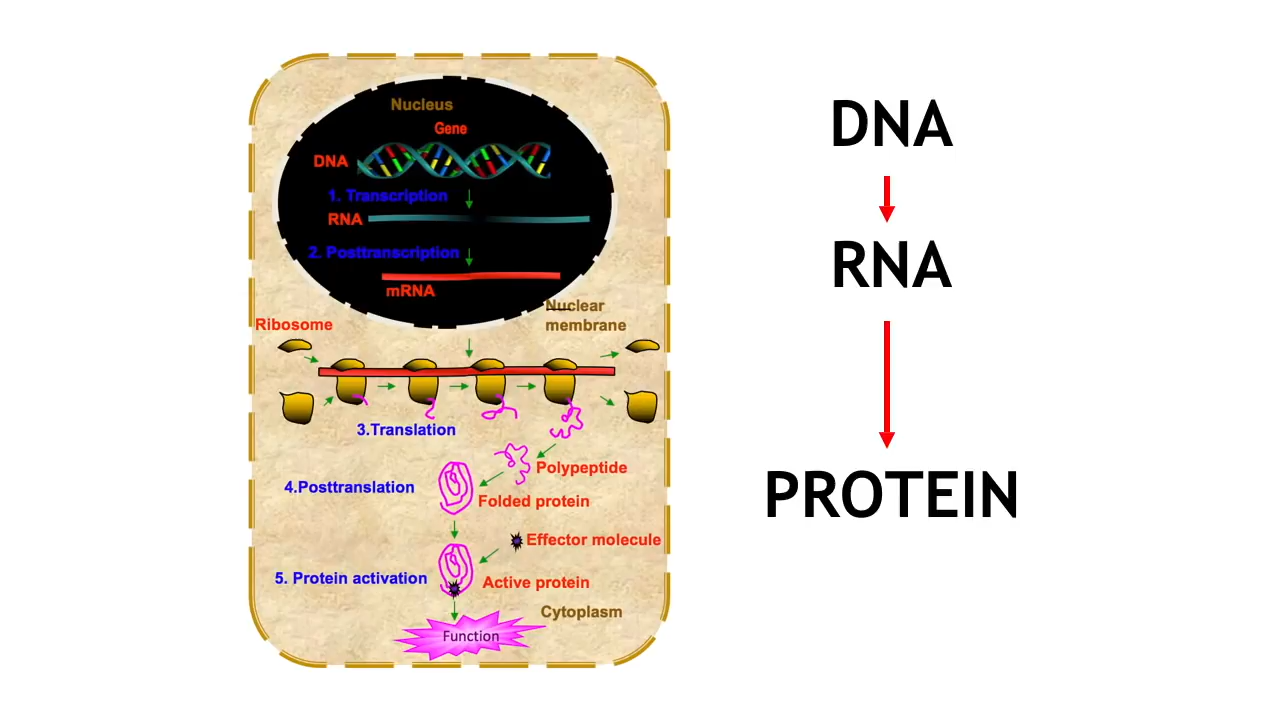 Nucleus
Gene
DNA
1. Transcription
RNA
2. Posttranscription
mRNA
Nuclear
membrane
Ribosome
3.Translation
Polypeptide
4.Posttranslation
Folded protein
Effector molecule
5. Protein activation
Active protein
Cytoplasm
Function
DNA
RNA
PROTEIN